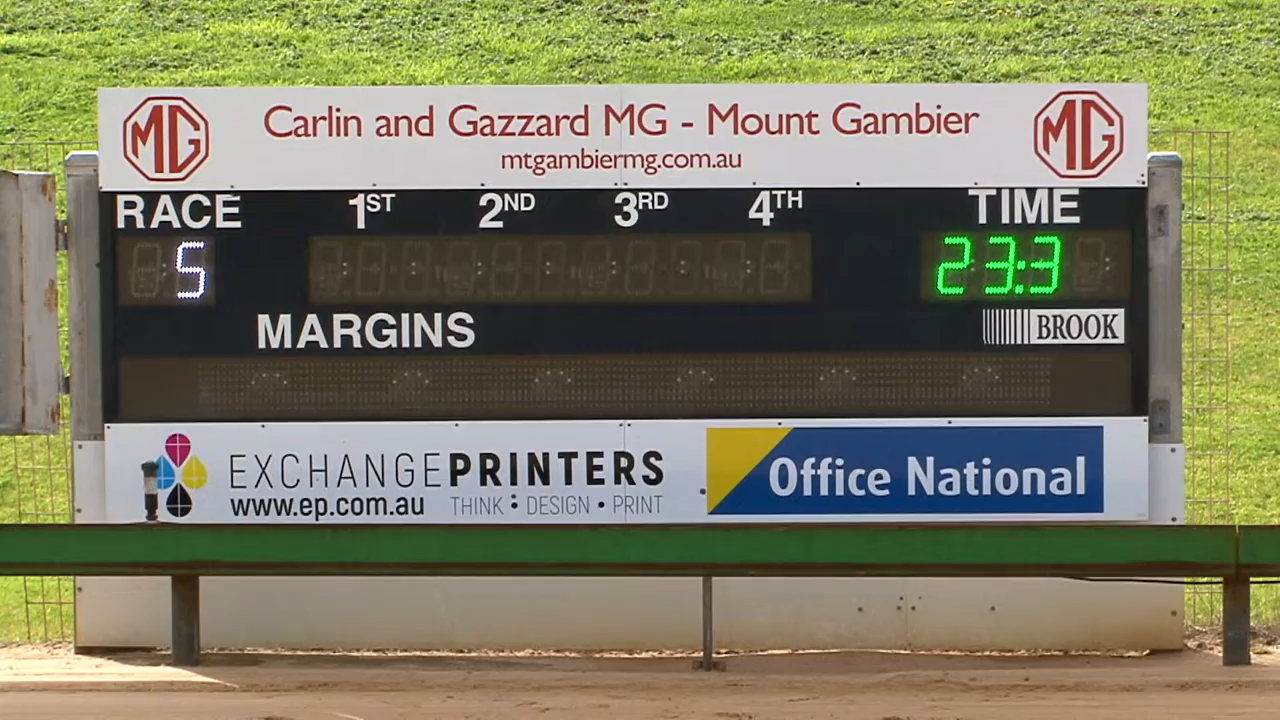 MG Carlin and Gazzard MG - Mount Gambier MG
mtgambiermg.com.au
RACE 1ST 2ND 3RD 4TH TIME
5 23:3
MARGINS BROOK
EXCHANGEPRINTERS Office National
www.ep.com.au THINK • DESIGN • PRINT